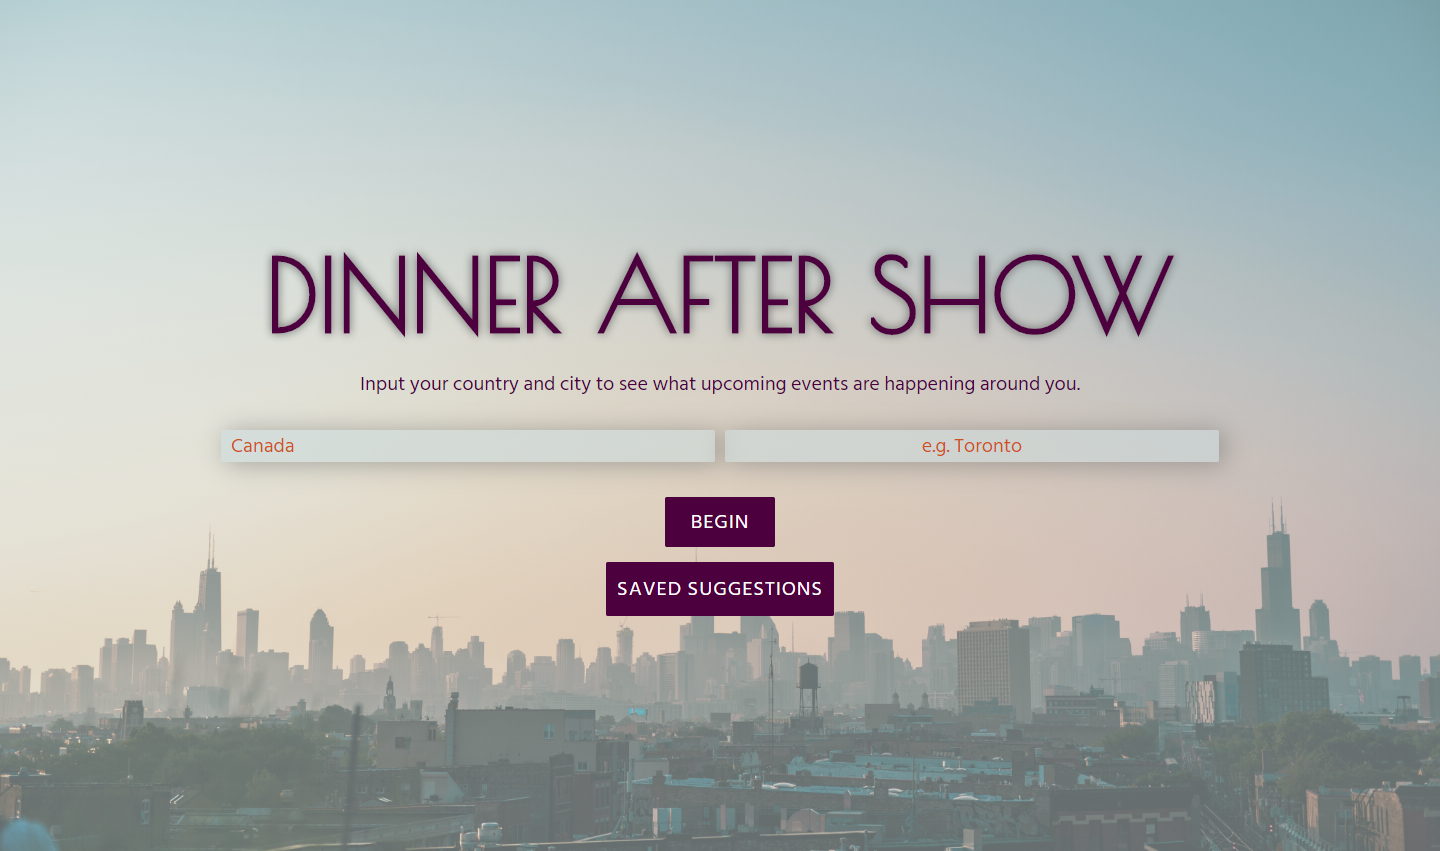 DINNER AFTER SHOW
Input your country and city to see what upcoming events are happening around you.
Canada
e.g. Toronto
BEGIN
SAVED SUGGESTIONS